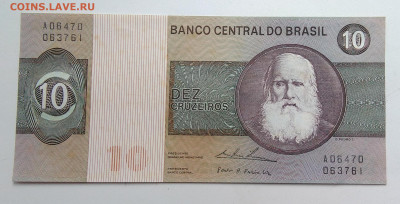 COINS.LAVE.RU
BANCO CENTRAL DO BRASIL
10
A06470
063761
10
DEZ
CRUZEIROS
10
A06470
063761